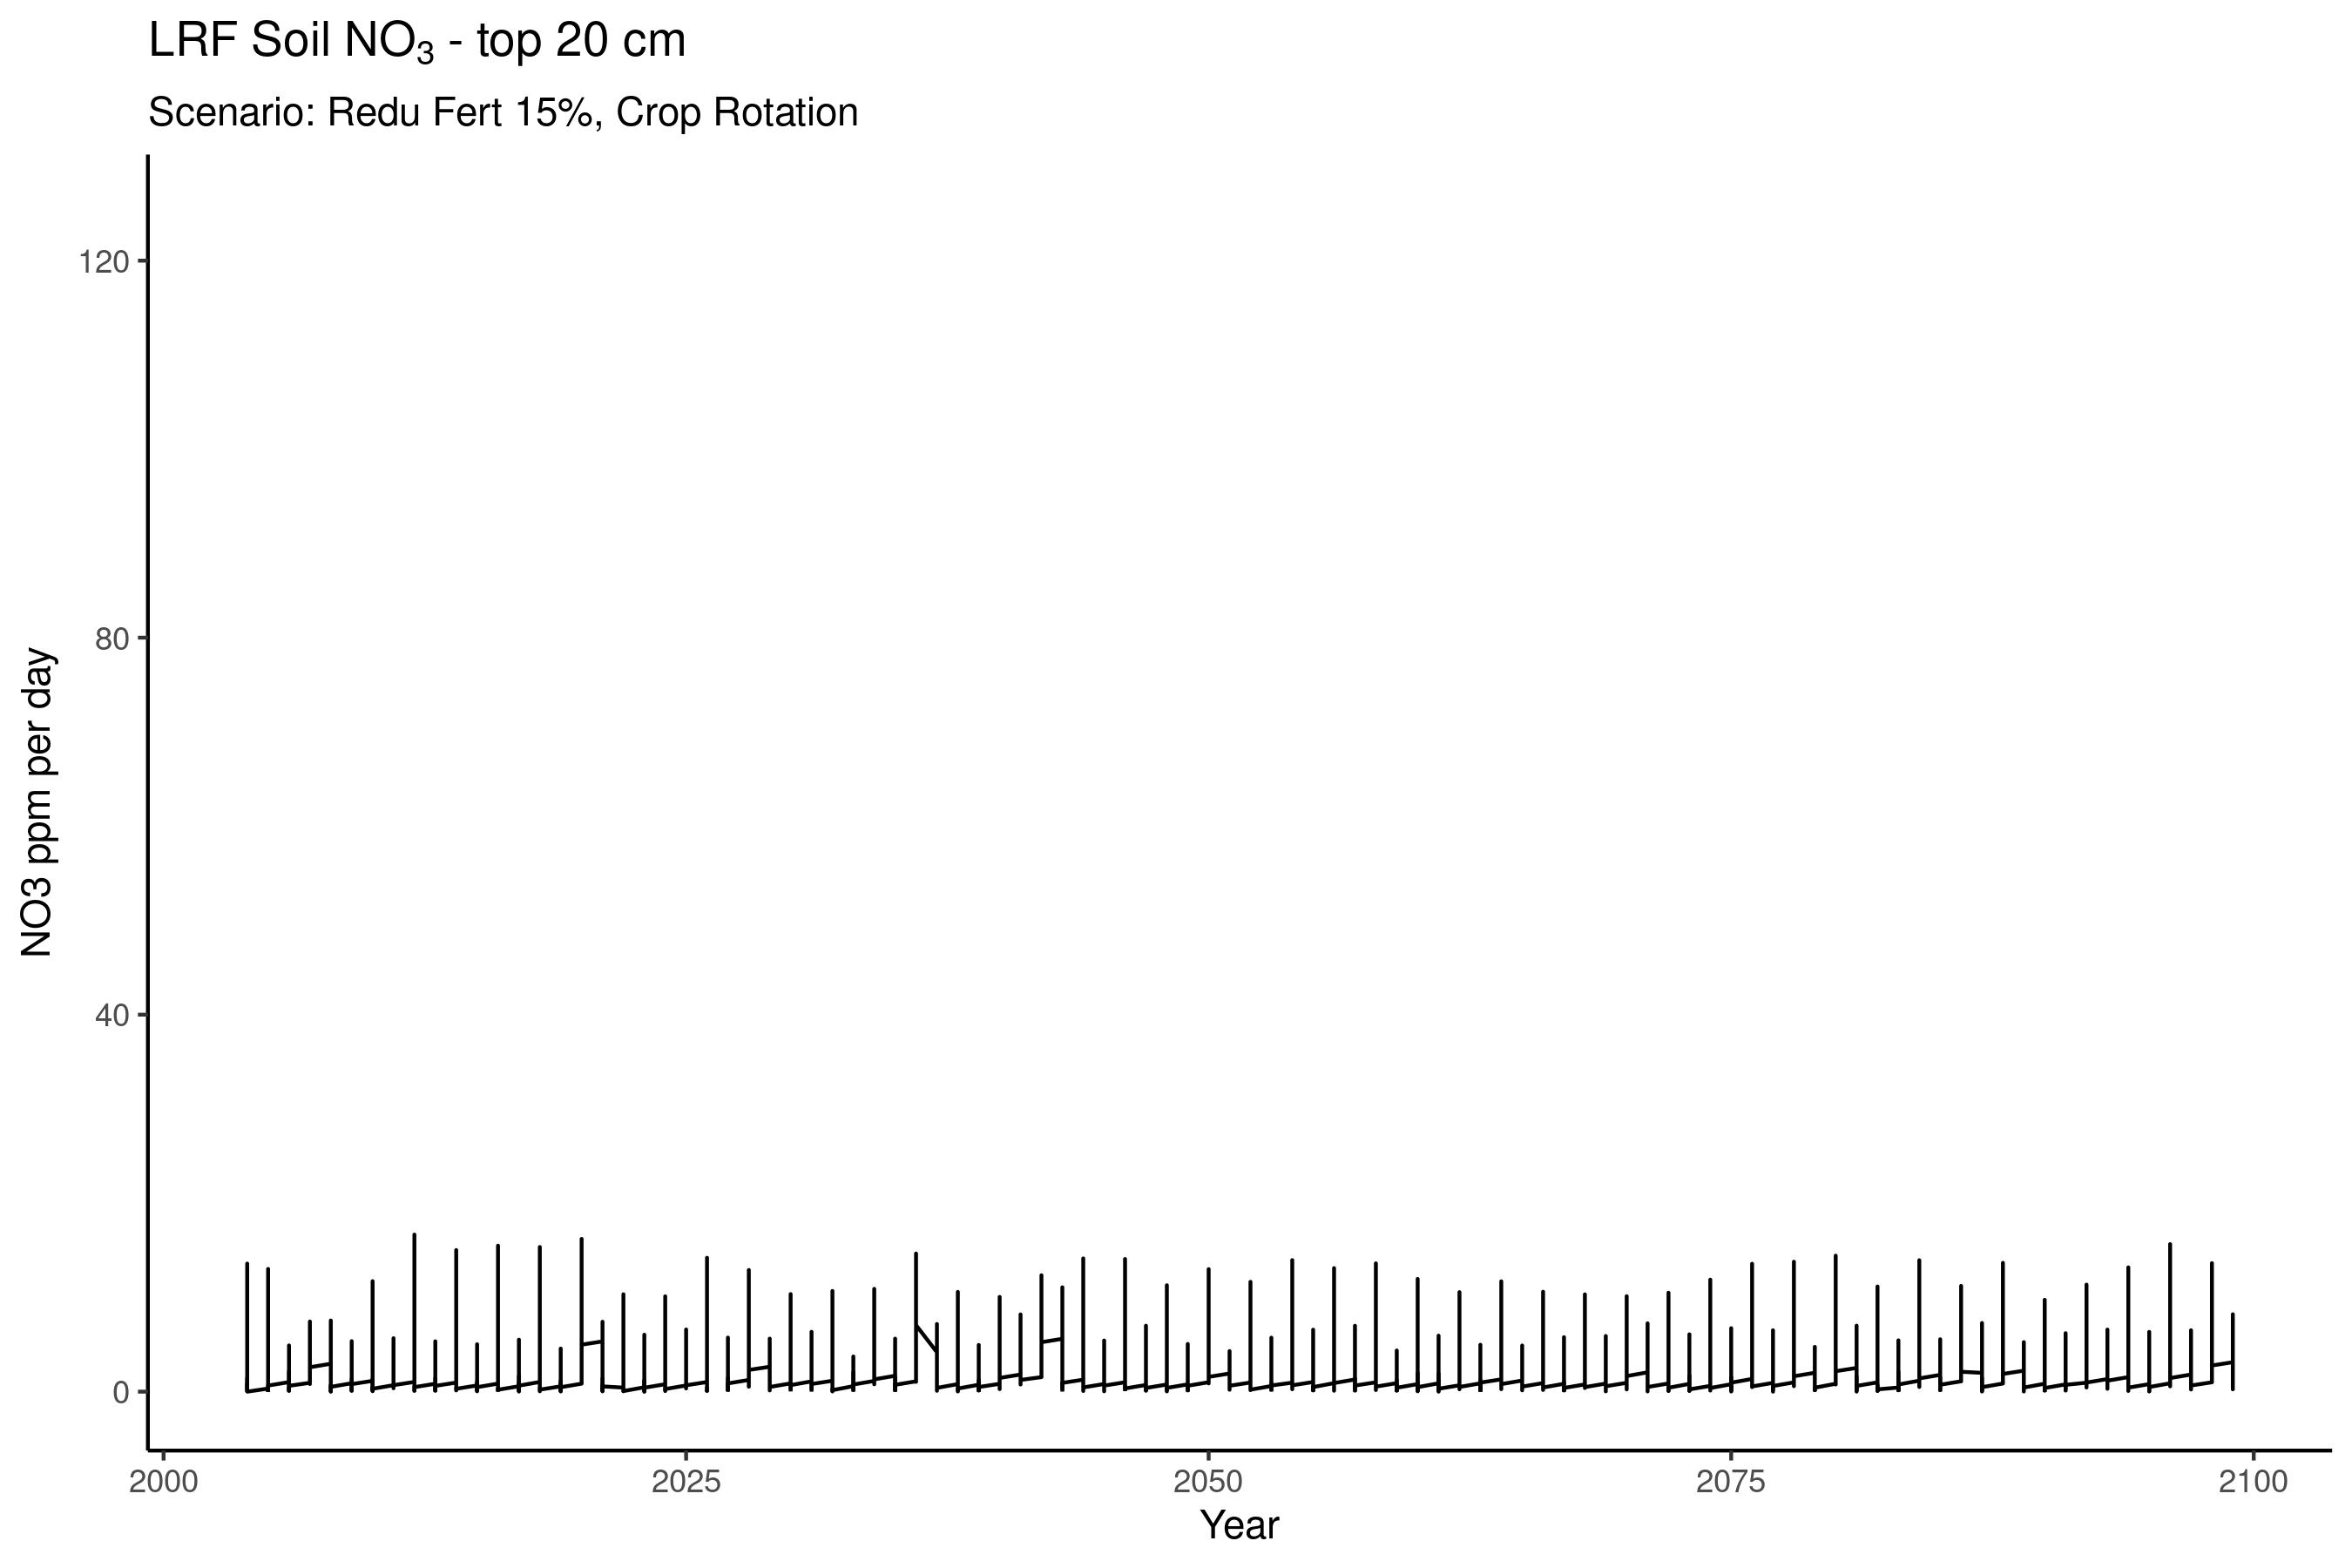 LRF Soil NO₃ - top 20 cm
Scenario: Redu Fert 15%, Crop Rotation
NO3 ppm per day
120
80
40
0
2000 2025 2050 2075 2100
Year